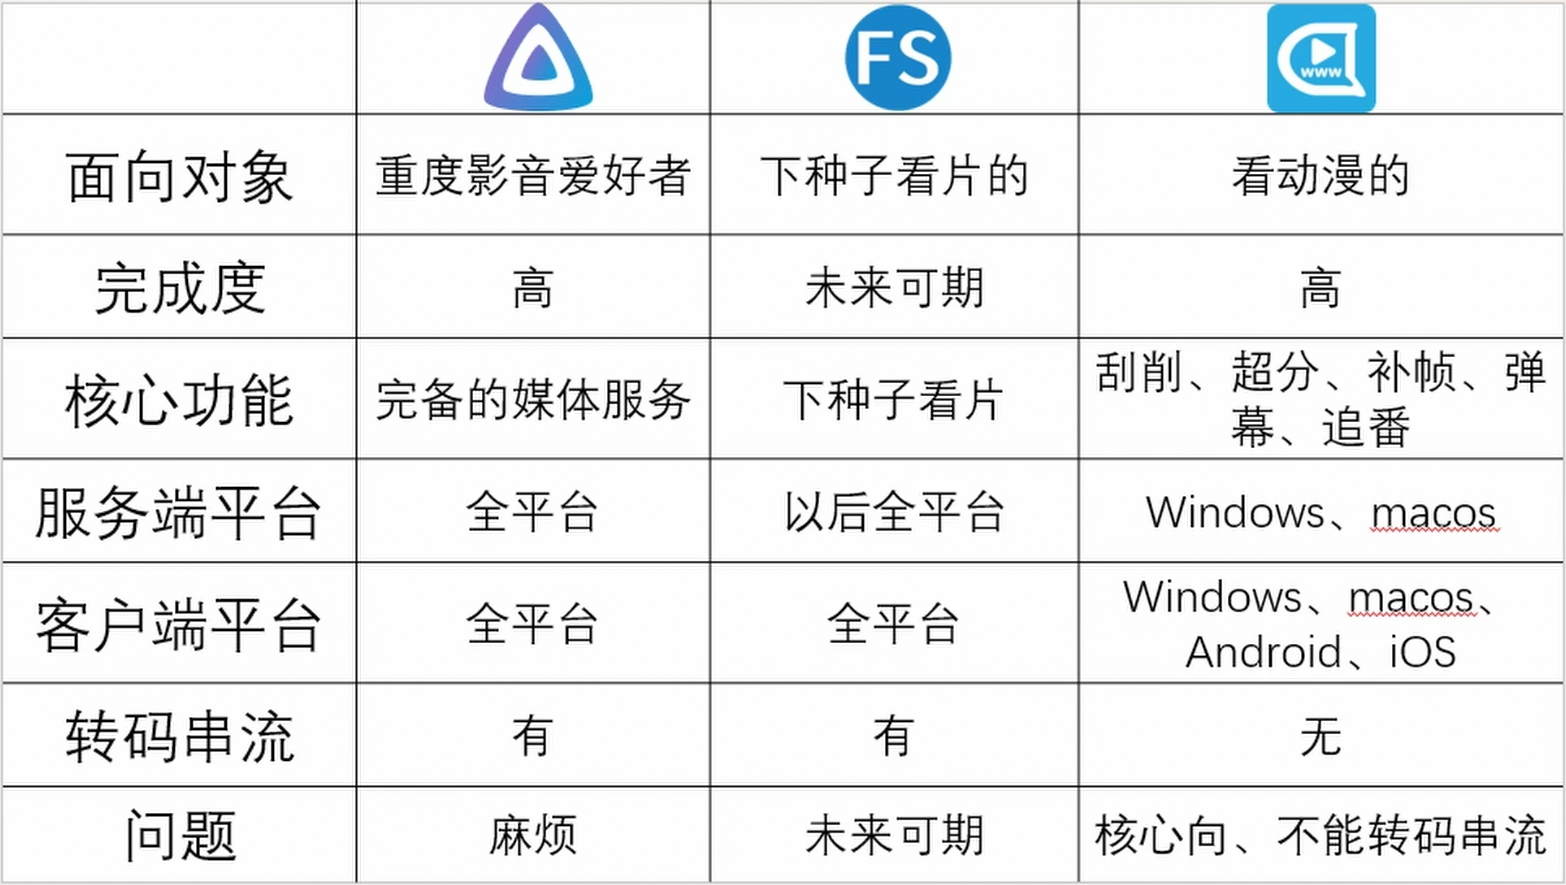 FS
www
面向对象 重度影音爱好者 下种子看片的 看动漫的
完成度 高 未来可期 高
核心功能 完备的媒体服务 下种子看片 刮削、超分、补帧、弹
幕、追番
服务端平台 全平台 以后全平台 Windows、macos
客户端平台 全平台 全平台 Windows、macos、
Android、iOS
转码串流 有 有 无
问题 麻烦 未来可期 核心向、不能转码串流